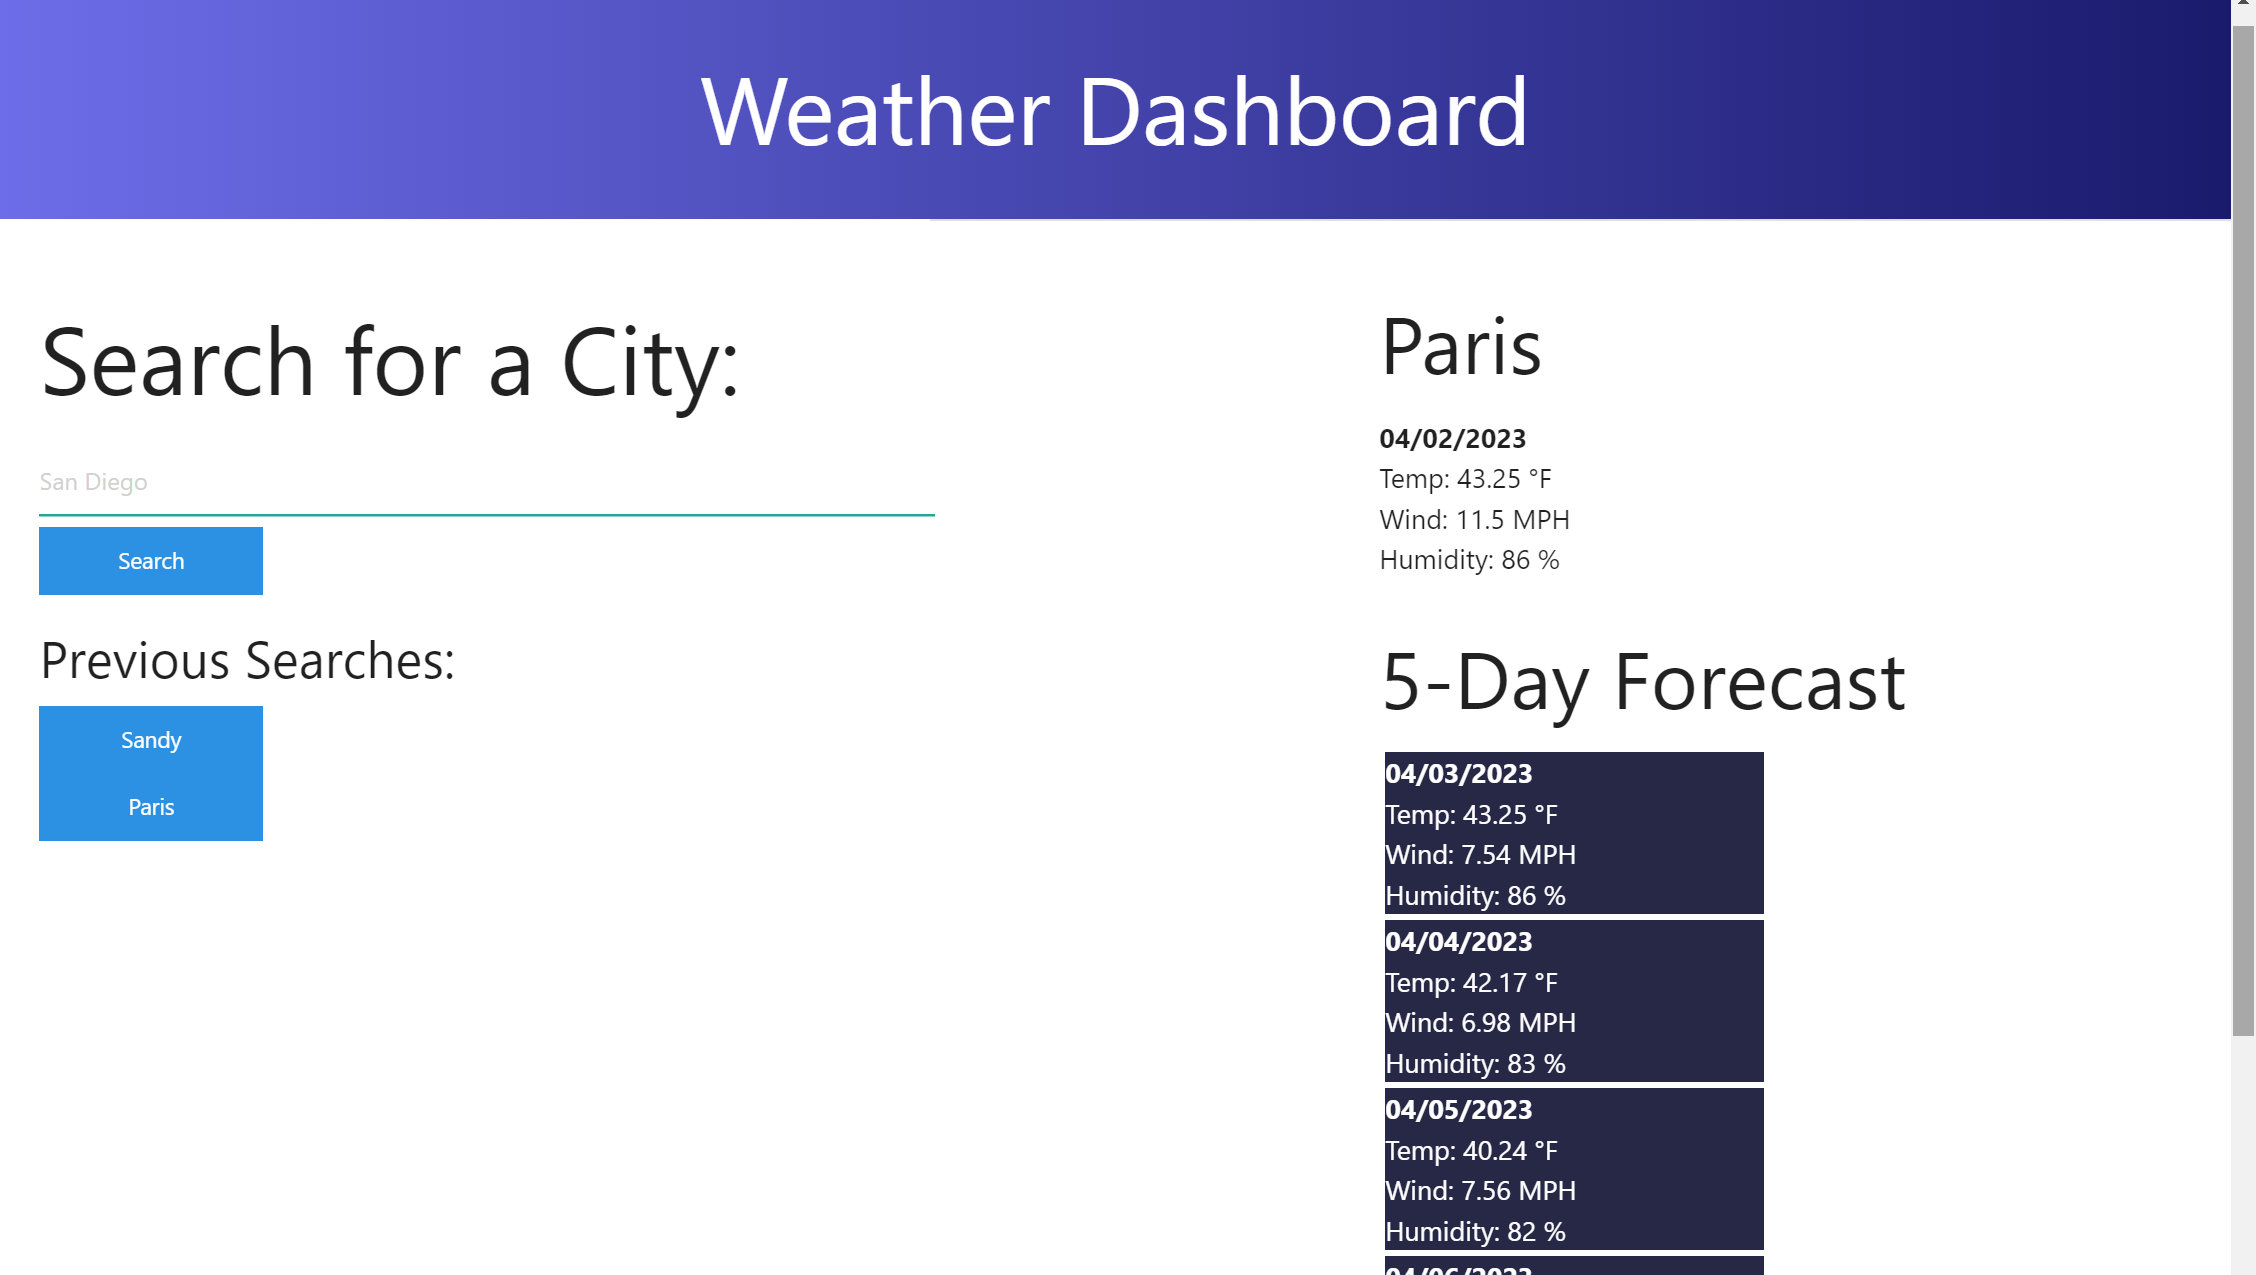 Weather Dashboard
Search for a City:
San Diego
Search
Previous Searches:
Sandy
Paris
Paris
04/02/2023
Temp: 43.25 °F
Wind: 11.5 MPH
Humidity: 86 %
5-Day Forecast
04/03/2023
Temp: 43.25 °F
Wind: 7.54 MPH
Humidity: 86 %
04/04/2023
Temp: 42.17 °F
Wind: 6.98 MPH
Humidity: 83 %
04/05/2023
Temp: 40.24 °F
Wind: 7.56 MPH
Humidity: 82 %
04/06/2023